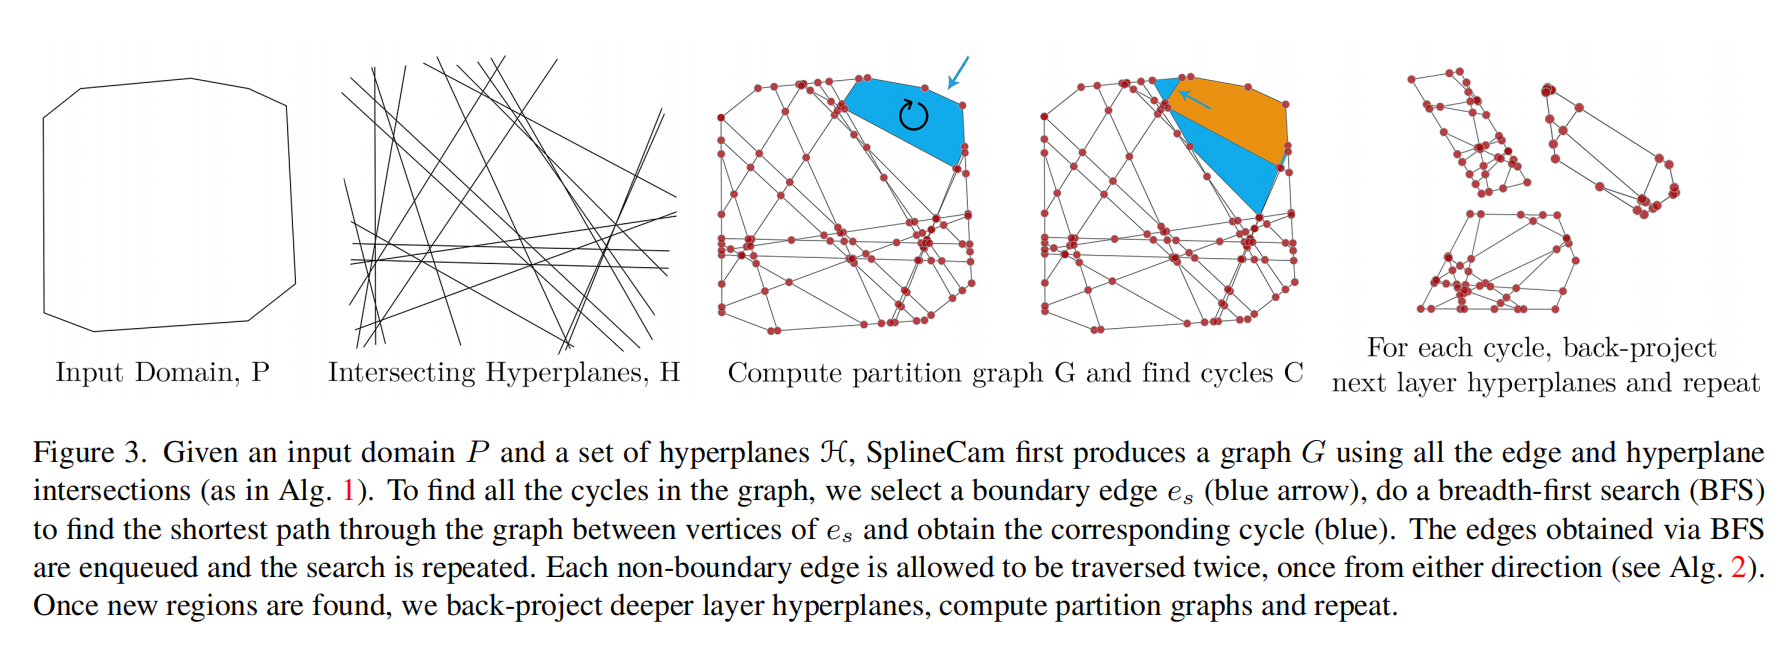 Input Domain, P
Intersecting Hyperplanes, H
Compute partition graph G and find cycles C
For each cycle, back-project
next layer hyperplanes and repeat
Figure 3. Given an input domain P and a set of hyperplanes ℋ, SplineCam first produces a graph G using all the edge and hyperplane
intersections (as in Alg. 1). To find all the cycles in the graph, we select a boundary edge eₛ (blue arrow), do a breadth-first search (BFS)
to find the shortest path through the graph between vertices of eₛ and obtain the corresponding cycle (blue). The edges obtained via BFS
are enqueued and the search is repeated. Each non-boundary edge is allowed to be traversed twice, once from either direction (see Alg. 2).
Once new regions are found, we back-project deeper layer hyperplanes, compute partition graphs and repeat.